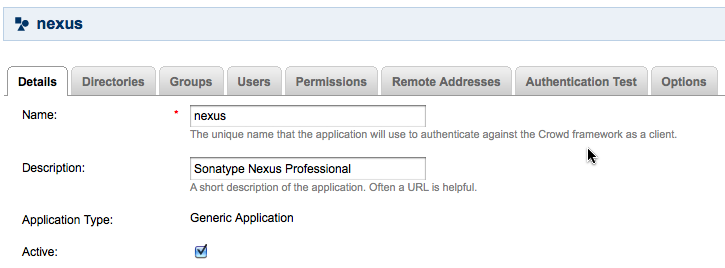 nexus
Details Directories Groups Users Permissions Remote Addresses Authentication Test Options
Name: * nexus
The unique name that the application will use to authenticate against the Crowd framework as a client.
Description: Sonatype Nexus Professional
A short description of the application. Often a URL is helpful.
Application Type: Generic Application
Active: